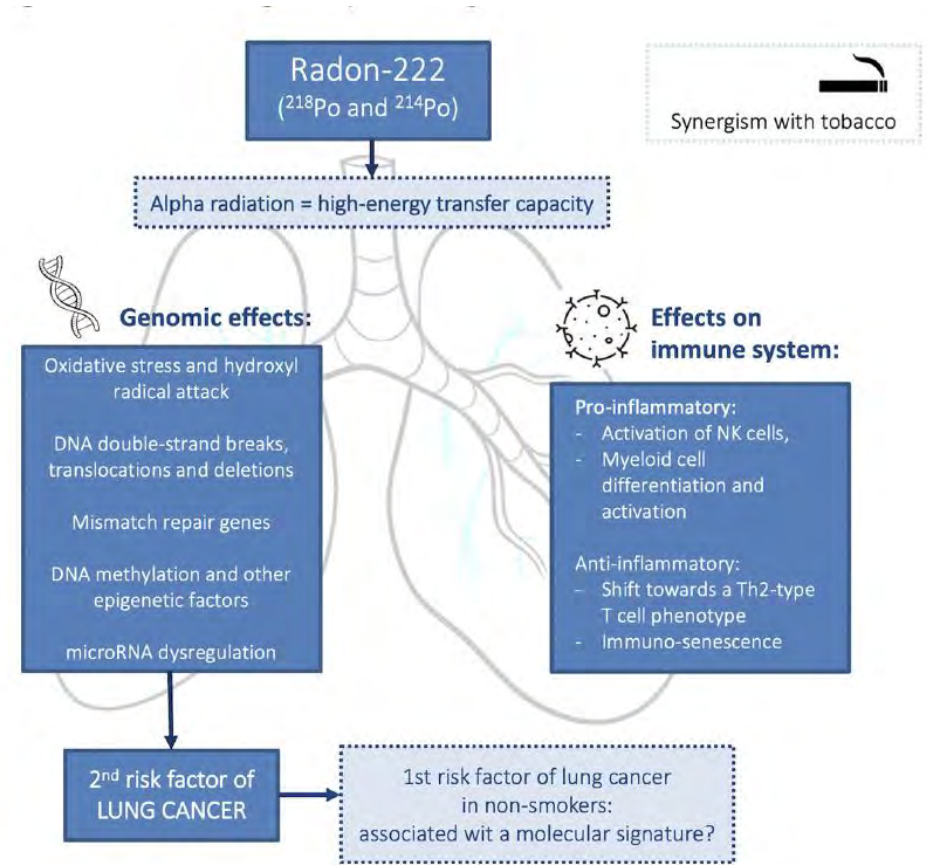 Radon-222
(²¹⁸Po and ²¹⁴Po)
Synergism with tobacco
Alpha radiation = high-energy transfer capacity
Genomic effects:
Oxidative stress and hydroxyl
radical attack
DNA double-strand breaks,
translocations and deletions
Mismatch repair genes
DNA methylation and other
epigenetic factors
microRNA dysregulation
Effects on
immune system:
Pro-inflammatory:
- Activation of NK cells,
- Myeloid cell
differentiation and
activation
Anti-inflammatory:
- Shift towards a Th2-type
T cell phenotype
- Immuno-senescence
2ⁿᵈ risk factor of
LUNG CANCER
1st risk factor of lung cancer
in non-smokers:
associated wit a molecular signature?